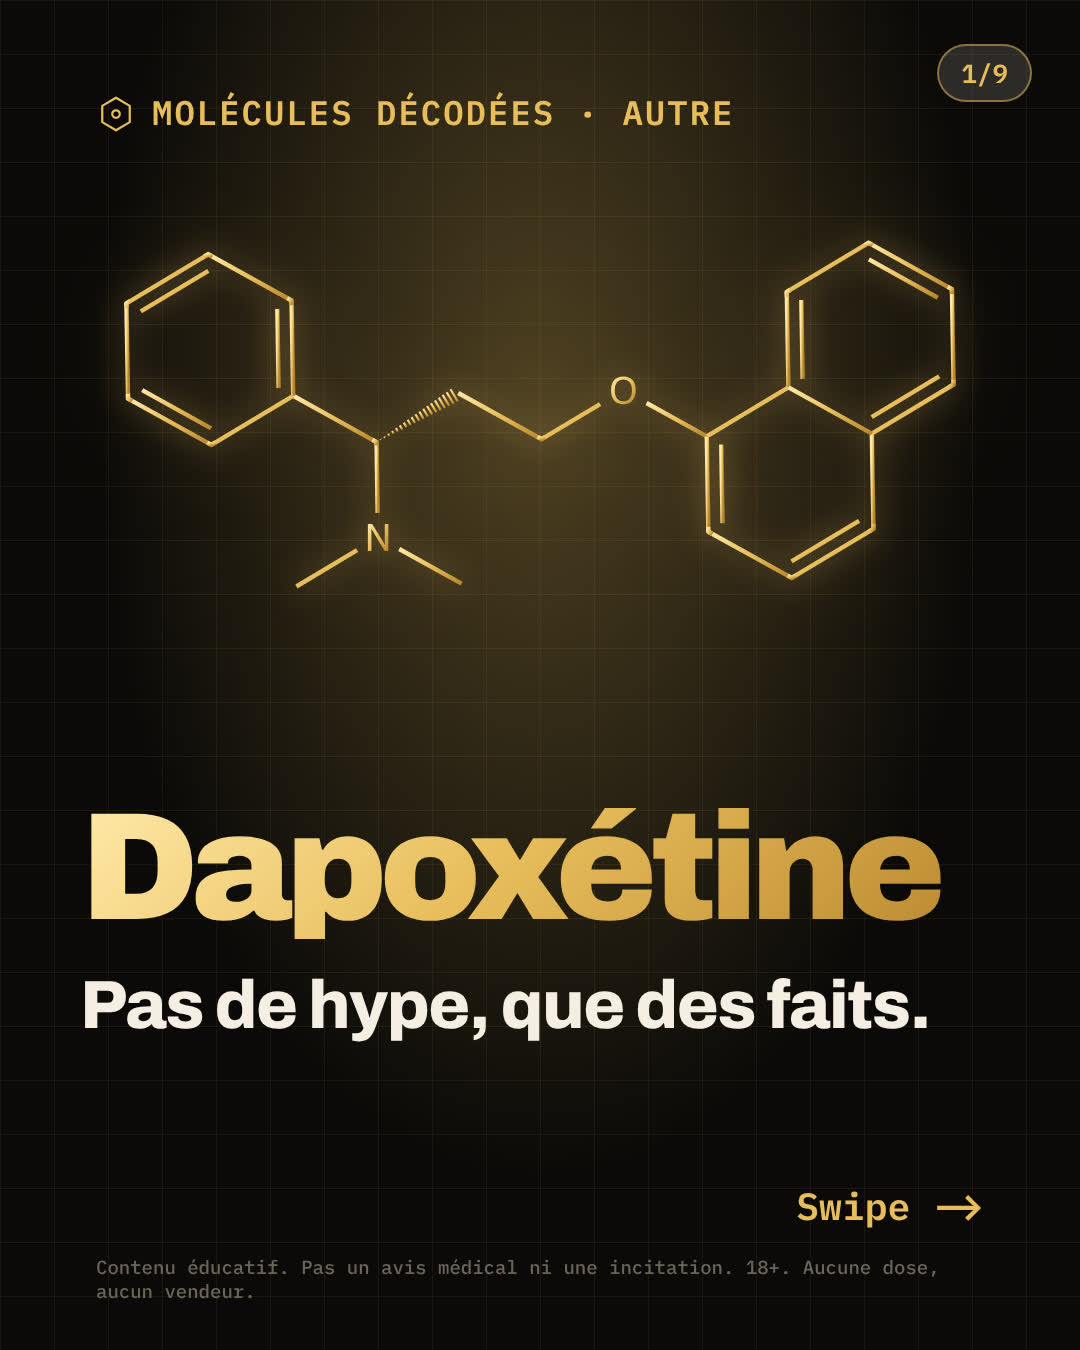 1/9
MOLÉCULES DÉCODÉES · AUTRE
O
N
Dapoxétine
Pas de hype, que des faits.
Swipe →
Contenu éducatif. Pas un avis médical ni une incitation. 18+. Aucune dose,
aucun vendeur.